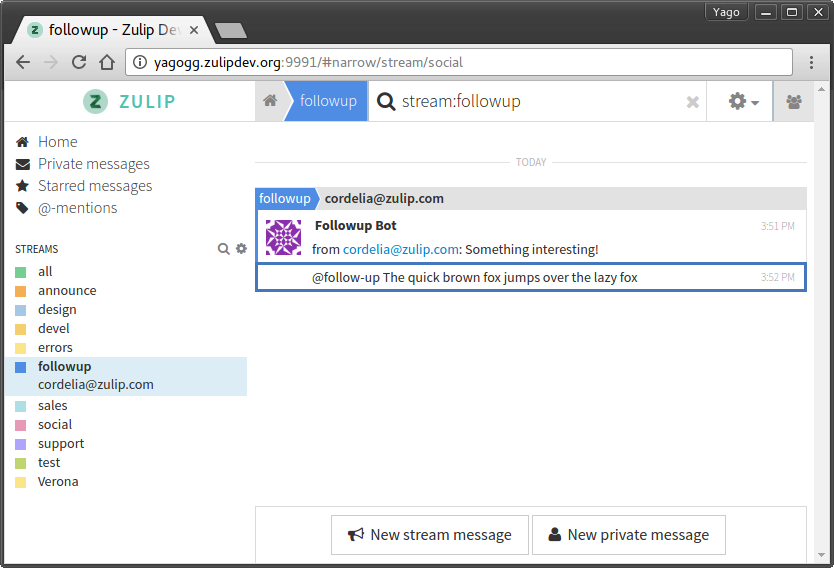 Yago
followup - Zulip De
yagogg.zulipdev.org:9991/#narrow/stream/social
ZULIP
followup
stream:followup
Home
Private messages
Starred messages
@-mentions
TODAY
followup
cordelia@zulip.com
Followup Bot
3:51 PM
from cordelia@zulip.com: Something interesting!
@follow-up The quick brown fox jumps over the lazy fox
3:52 PM
STREAMS
all
announce
design
devel
errors
followup
cordelia@zulip.com
sales
social
support
test
Verona
New stream message
New private message